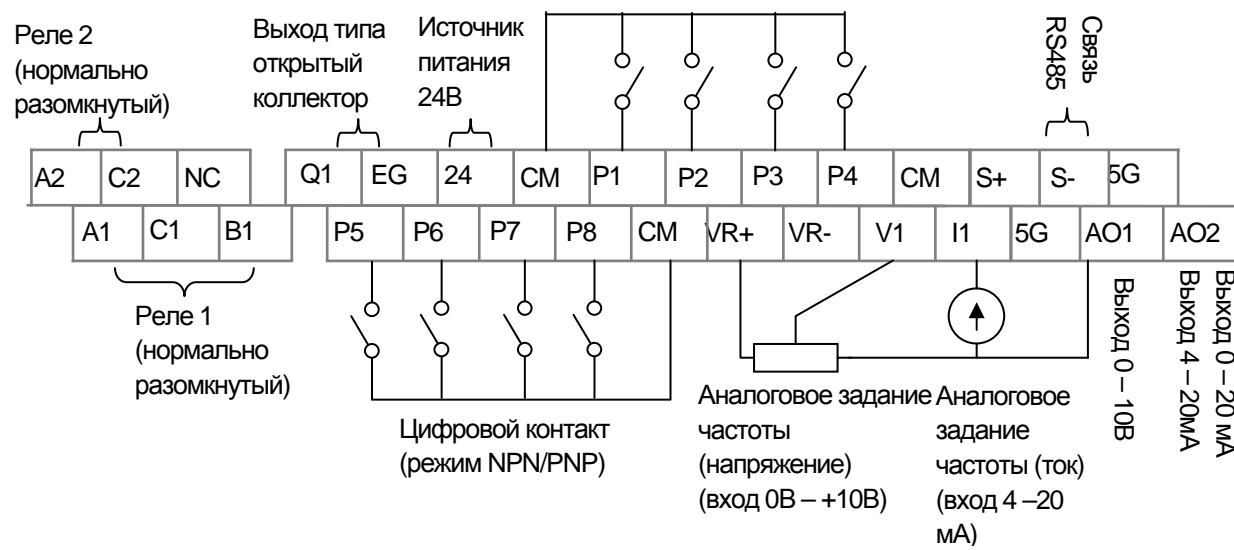 Реле 2
(нормально
разомкнутый)
Выход типа
открытый
коллектор
Источник
питания
24В
Связь
RS485
A2 C2 NC Q1 EG 24 CM P1 P2 P3 P4 CM S+ S- 5G
A1 C1 B1 P5 P6 P7 P8 CM VR+ VR- V1 I1 5G AO1 AO2
Реле 1
(нормально
разомкнутый)
Цифровой контакт
(режим NPN/PNP)
Аналоговое задание
частоты
(напряжение)
(вход 0В – +10В)
Аналоговое
задание
частоты (ток)
(вход 4 –20
мА)
Выход 0 – 10В
Выход 0 – 20 мА
Выход 4 – 20мА